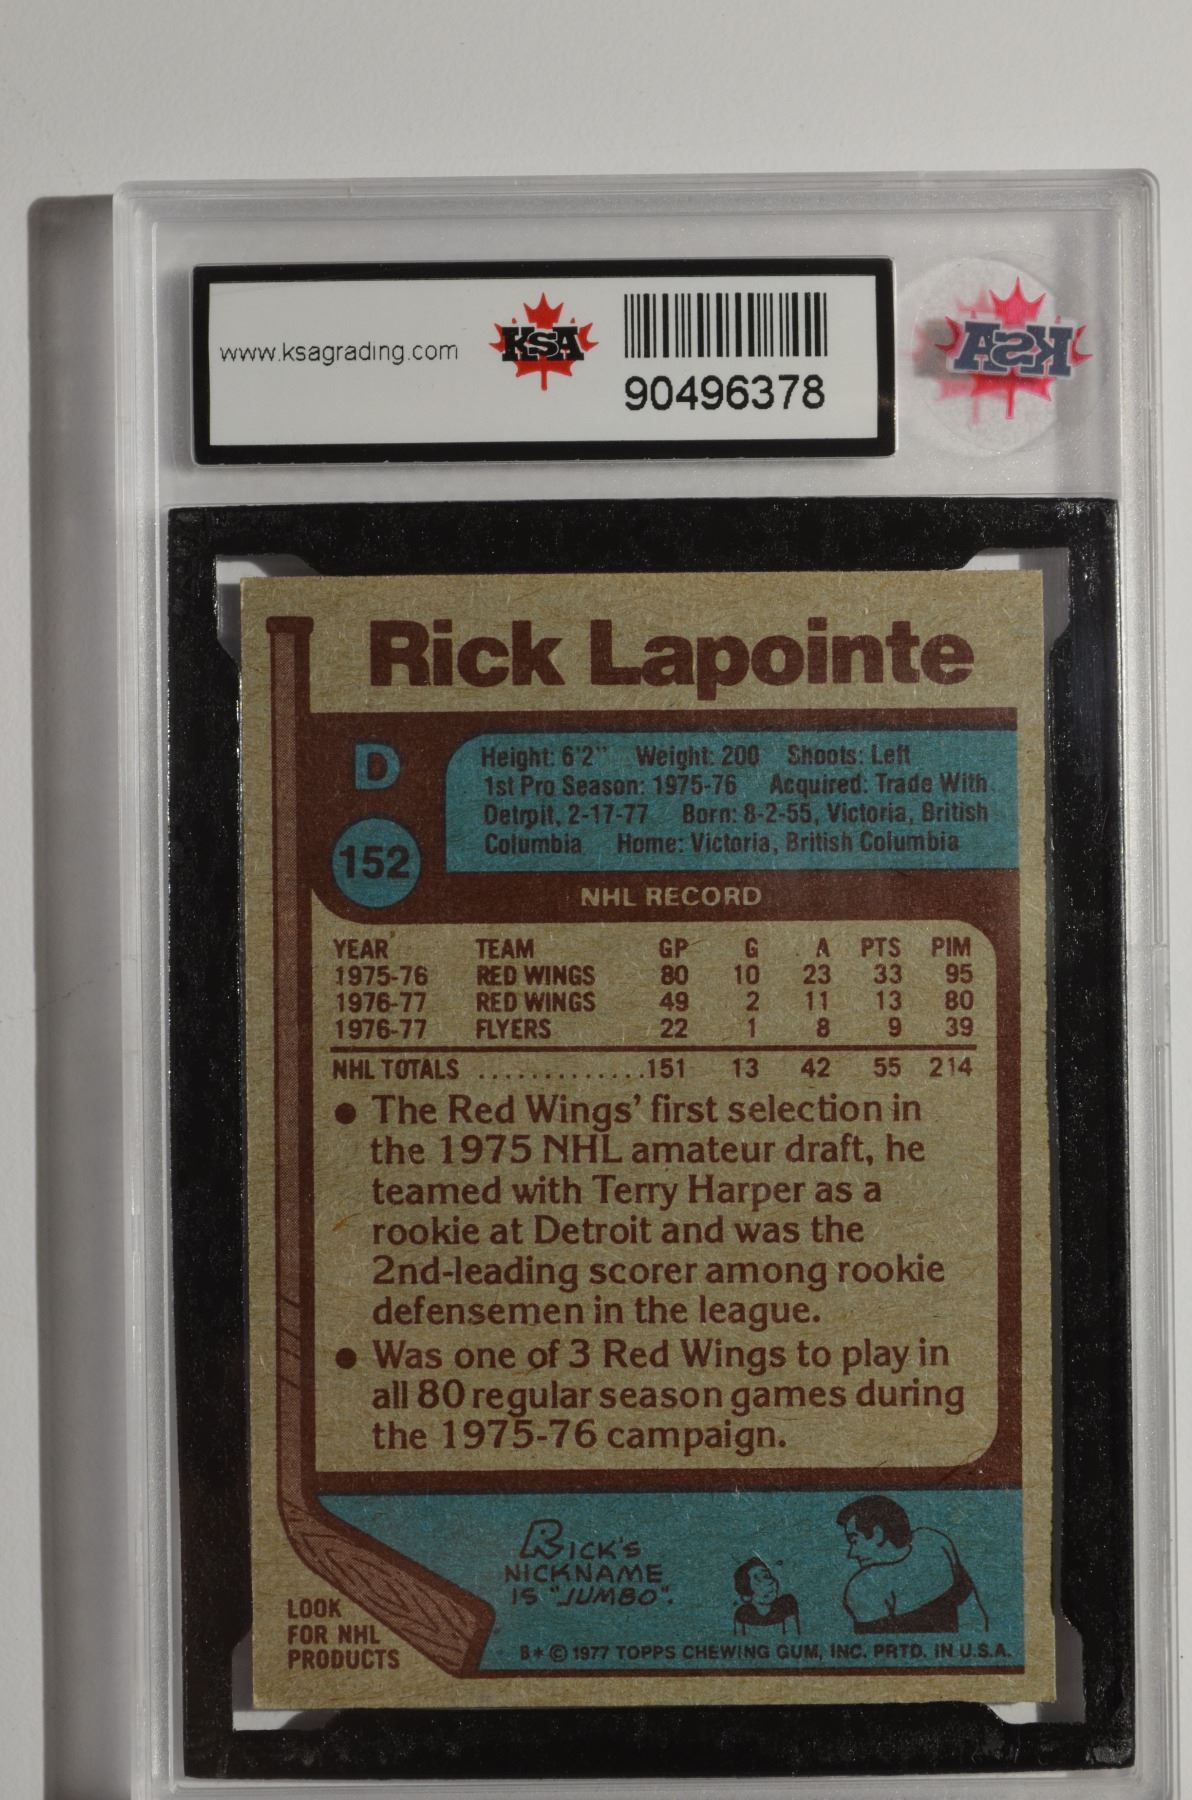 www.ksagrading.com
KSA
90496378
KSA
Rick Lapointe
D
152
Height: 6'2" Weight: 200 Shoots: Left
1st Pro Season: 1975-76 Acquired: Trade With
Detroit, 2-17-77 Born: 8-2-55, Victoria, British
Columbia Home: Victoria, British Columbia
NHL RECORD
YEAR TEAM GP G A PTS PIM
1975-76 RED WINGS 80 10 23 33 95
1976-77 RED WINGS 49 2 11 13 80
1976-77 FLYERS 22 1 8 9 39
NHL TOTALS .............151 13 42 55 214
● The Red Wings' first selection in
the 1975 NHL amateur draft, he
teamed with Terry Harper as a
rookie at Detroit and was the
2nd-leading scorer among rookie
defensemen in the league.
● Was one of 3 Red Wings to play in
all 80 regular season games during
the 1975-76 campaign.
RICK'S
NICKNAME
IS "JUMBO".
LOOK
FOR NHL
PRODUCTS
B* © 1977 TOPPS CHEWING GUM, INC. PRTD. IN U.S.A.